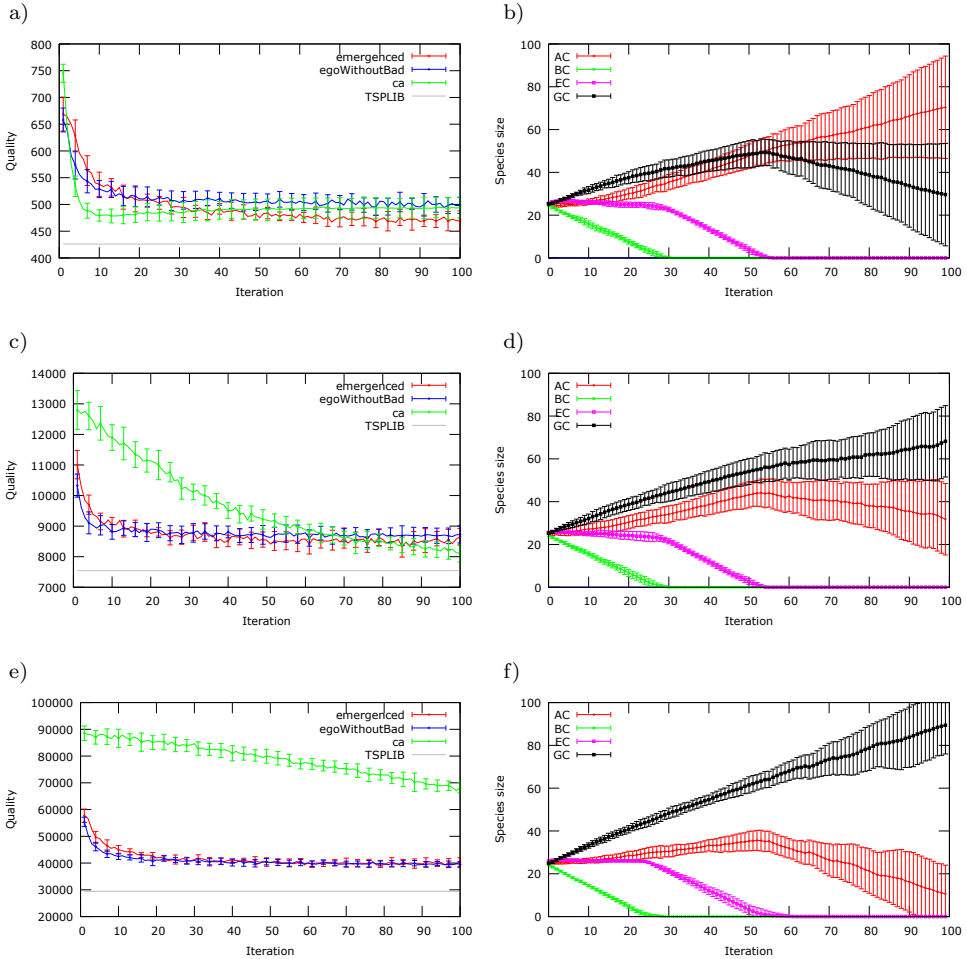 a)
800
750
700
650
600
550
500
450
400
Quality
emergenced
egoWithoutBad
ca
TSPLIB
0 10 20 30 40 50 60 70 80 90 100
Iteration
b)
100
80
60
40
20
0
Species size
AC
BC
EC
GC
0 10 20 30 40 50 60 70 80 90 100
Iteration
c)
14000
13000
12000
11000
10000
9000
8000
7000
Quality
emergenced
egoWithoutBad
ca
TSPLIB
0 10 20 30 40 50 60 70 80 90 100
Iteration
d)
100
80
60
40
20
0
Species size
AC
BC
EC
GC
0 10 20 30 40 50 60 70 80 90 100
Iteration
e)
100000
90000
80000
70000
60000
50000
40000
30000
20000
Quality
emergenced
egoWithoutBad
ca
TSPLIB
0 10 20 30 40 50 60 70 80 90 100
Iteration
f)
100
80
60
40
20
0
Species size
AC
BC
EC
GC
0 10 20 30 40 50 60 70 80 90 100
Iteration